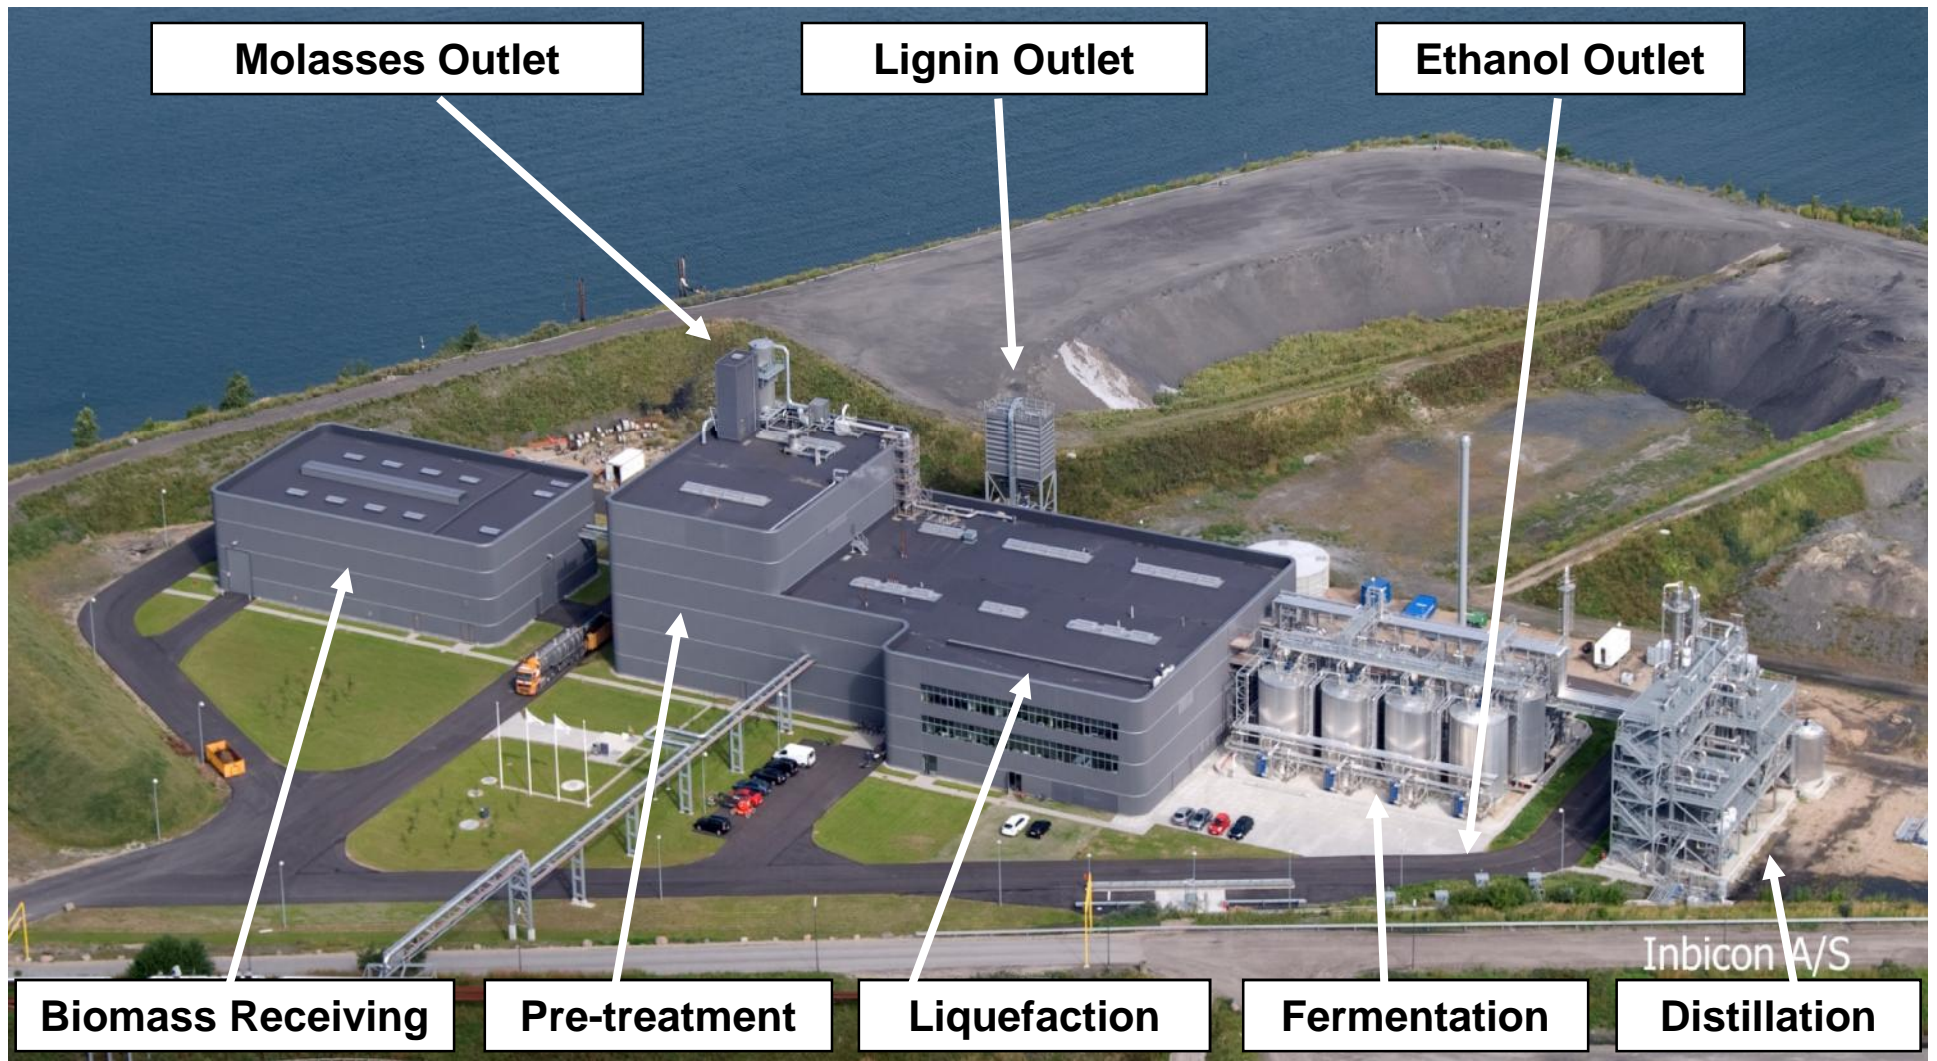 Molasses Outlet
Lignin Outlet
Ethanol Outlet
Inbicon A/S
Biomass Receiving
Pre-treatment
Liquefaction
Fermentation
Distillation